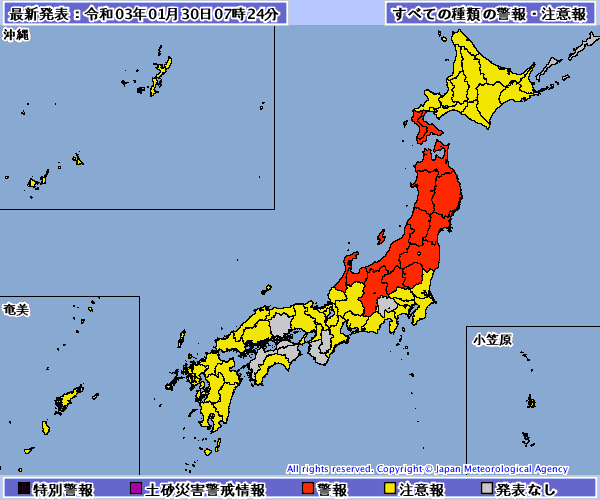 最新発表：令和03年01月30日07時24分
すべての種類の警報・注意報
沖縄
奄美
小笠原
All rights reserved. Copyright © Japan Meteorological Agency
特別警報 土砂災害警戒情報 警報 注意報 発表なし